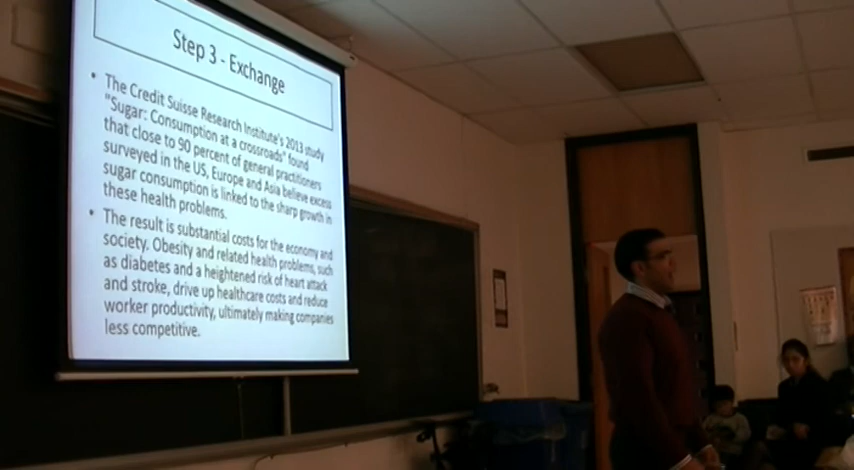 Step 3 - Exchange
• The Credit Suisse Research Institute's 2013 study
"Sugar: Consumption at a crossroads" found
that close to 90 percent of general practitioners
surveyed in the US, Europe and Asia believe excess
sugar consumption is linked to the sharp growth in
these health problems.
• The result is substantial costs for the economy and
society. Obesity and related health problems, such
as diabetes and a heightened risk of heart attack
and stroke, drive up healthcare costs and reduce
worker productivity, ultimately making companies
less competitive.